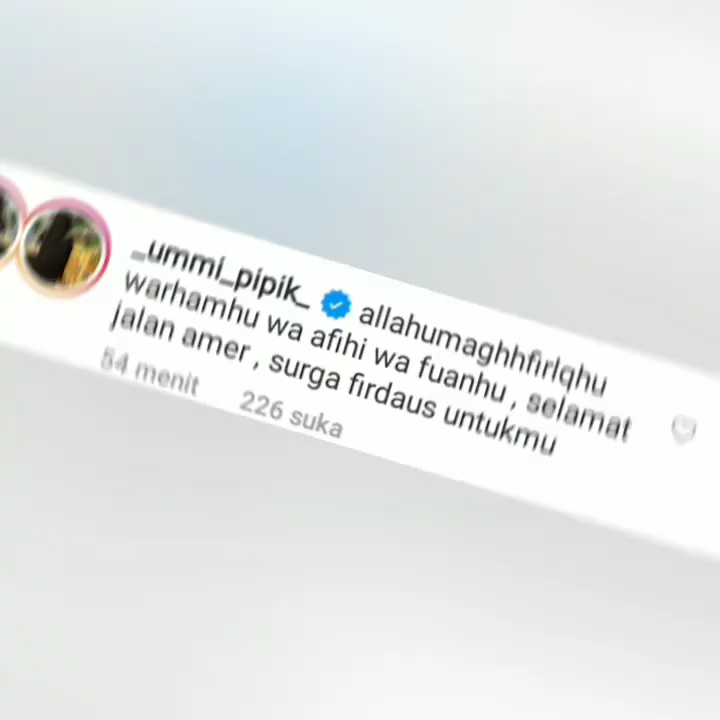 _ummi_pipik_ allahumaghhfirlqhu
warhamhu wa afihi wa fuanhu , selamat
jalan amer , surga firdaus untukmu
54 menit 226 suka